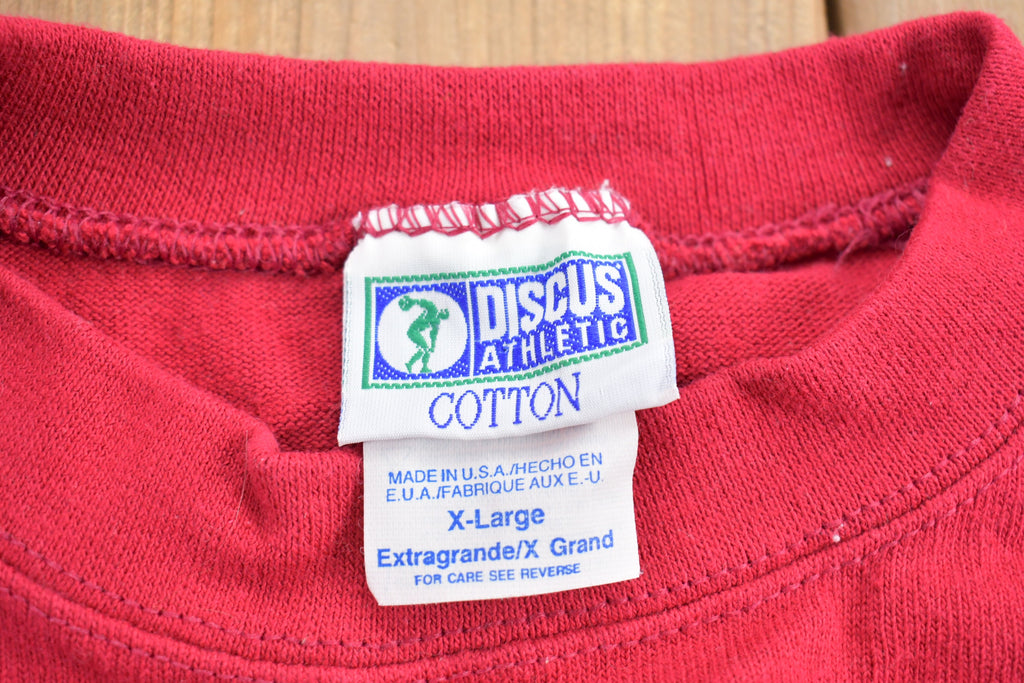 DISCUS
ATHLETIC
COTTON
MADE IN U.S.A./HECHO EN
E.U.A./FABRIQUE AUX E.-U.
X-Large
Extragrande/X Grand
FOR CARE SEE REVERSE